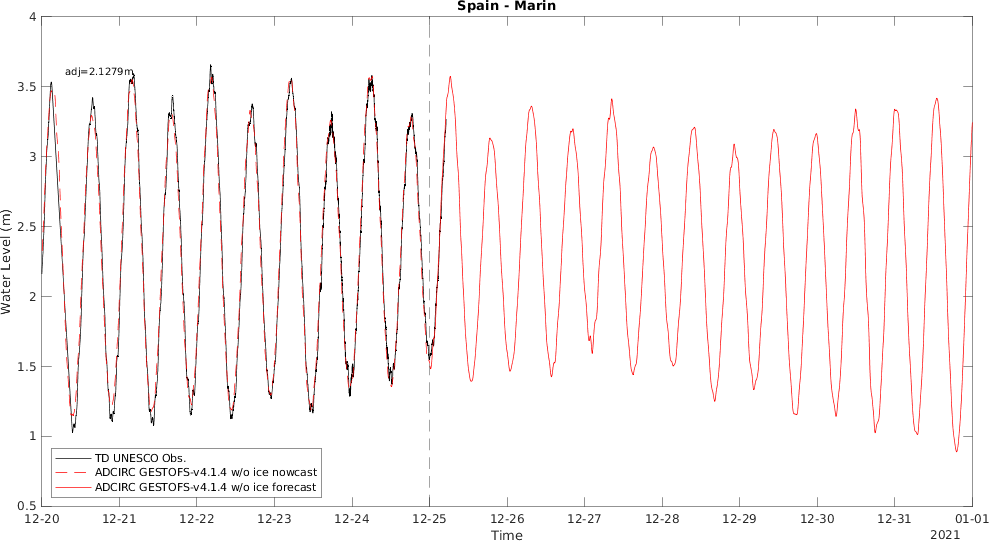 Spain - Marin
4
3.5
3
2.5
2
1.5
1
0.5
Water Level (m)
adj=2.1279m
TD UNESCO Obs.
ADCIRC GESTOFS-v4.1.4 w/o ice nowcast
ADCIRC GESTOFS-v4.1.4 w/o ice forecast
12-20 12-21 12-22 12-23 12-24 12-25 12-26 12-27 12-28 12-29 12-30 12-31 01-01
Time
2021